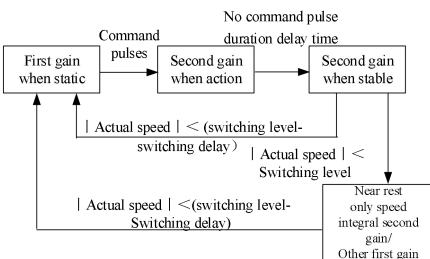 No command pulse
duration delay time
Command
pulses
First gain
when static
Second gain
when action
Second gain
when stable
| Actual speed | < (switching level-
switching delay）
| Actual speed | <
Switching level
| Actual speed | <(switching level-
Switching delay)
Near rest
only speed
integral second
gain/
Other first gain